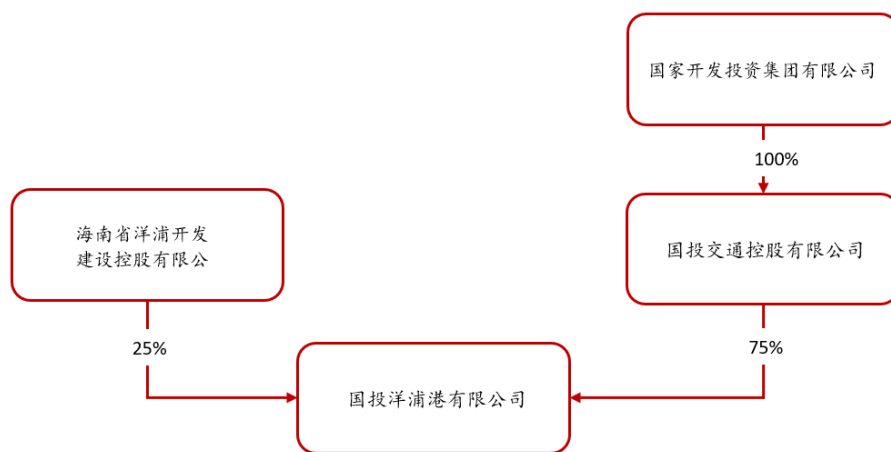 国家开发投资集团有限公司
100%
海南省洋浦开发
建设控股有限公
国投交通控股有限公司
25%
75%
国投洋浦港有限公司